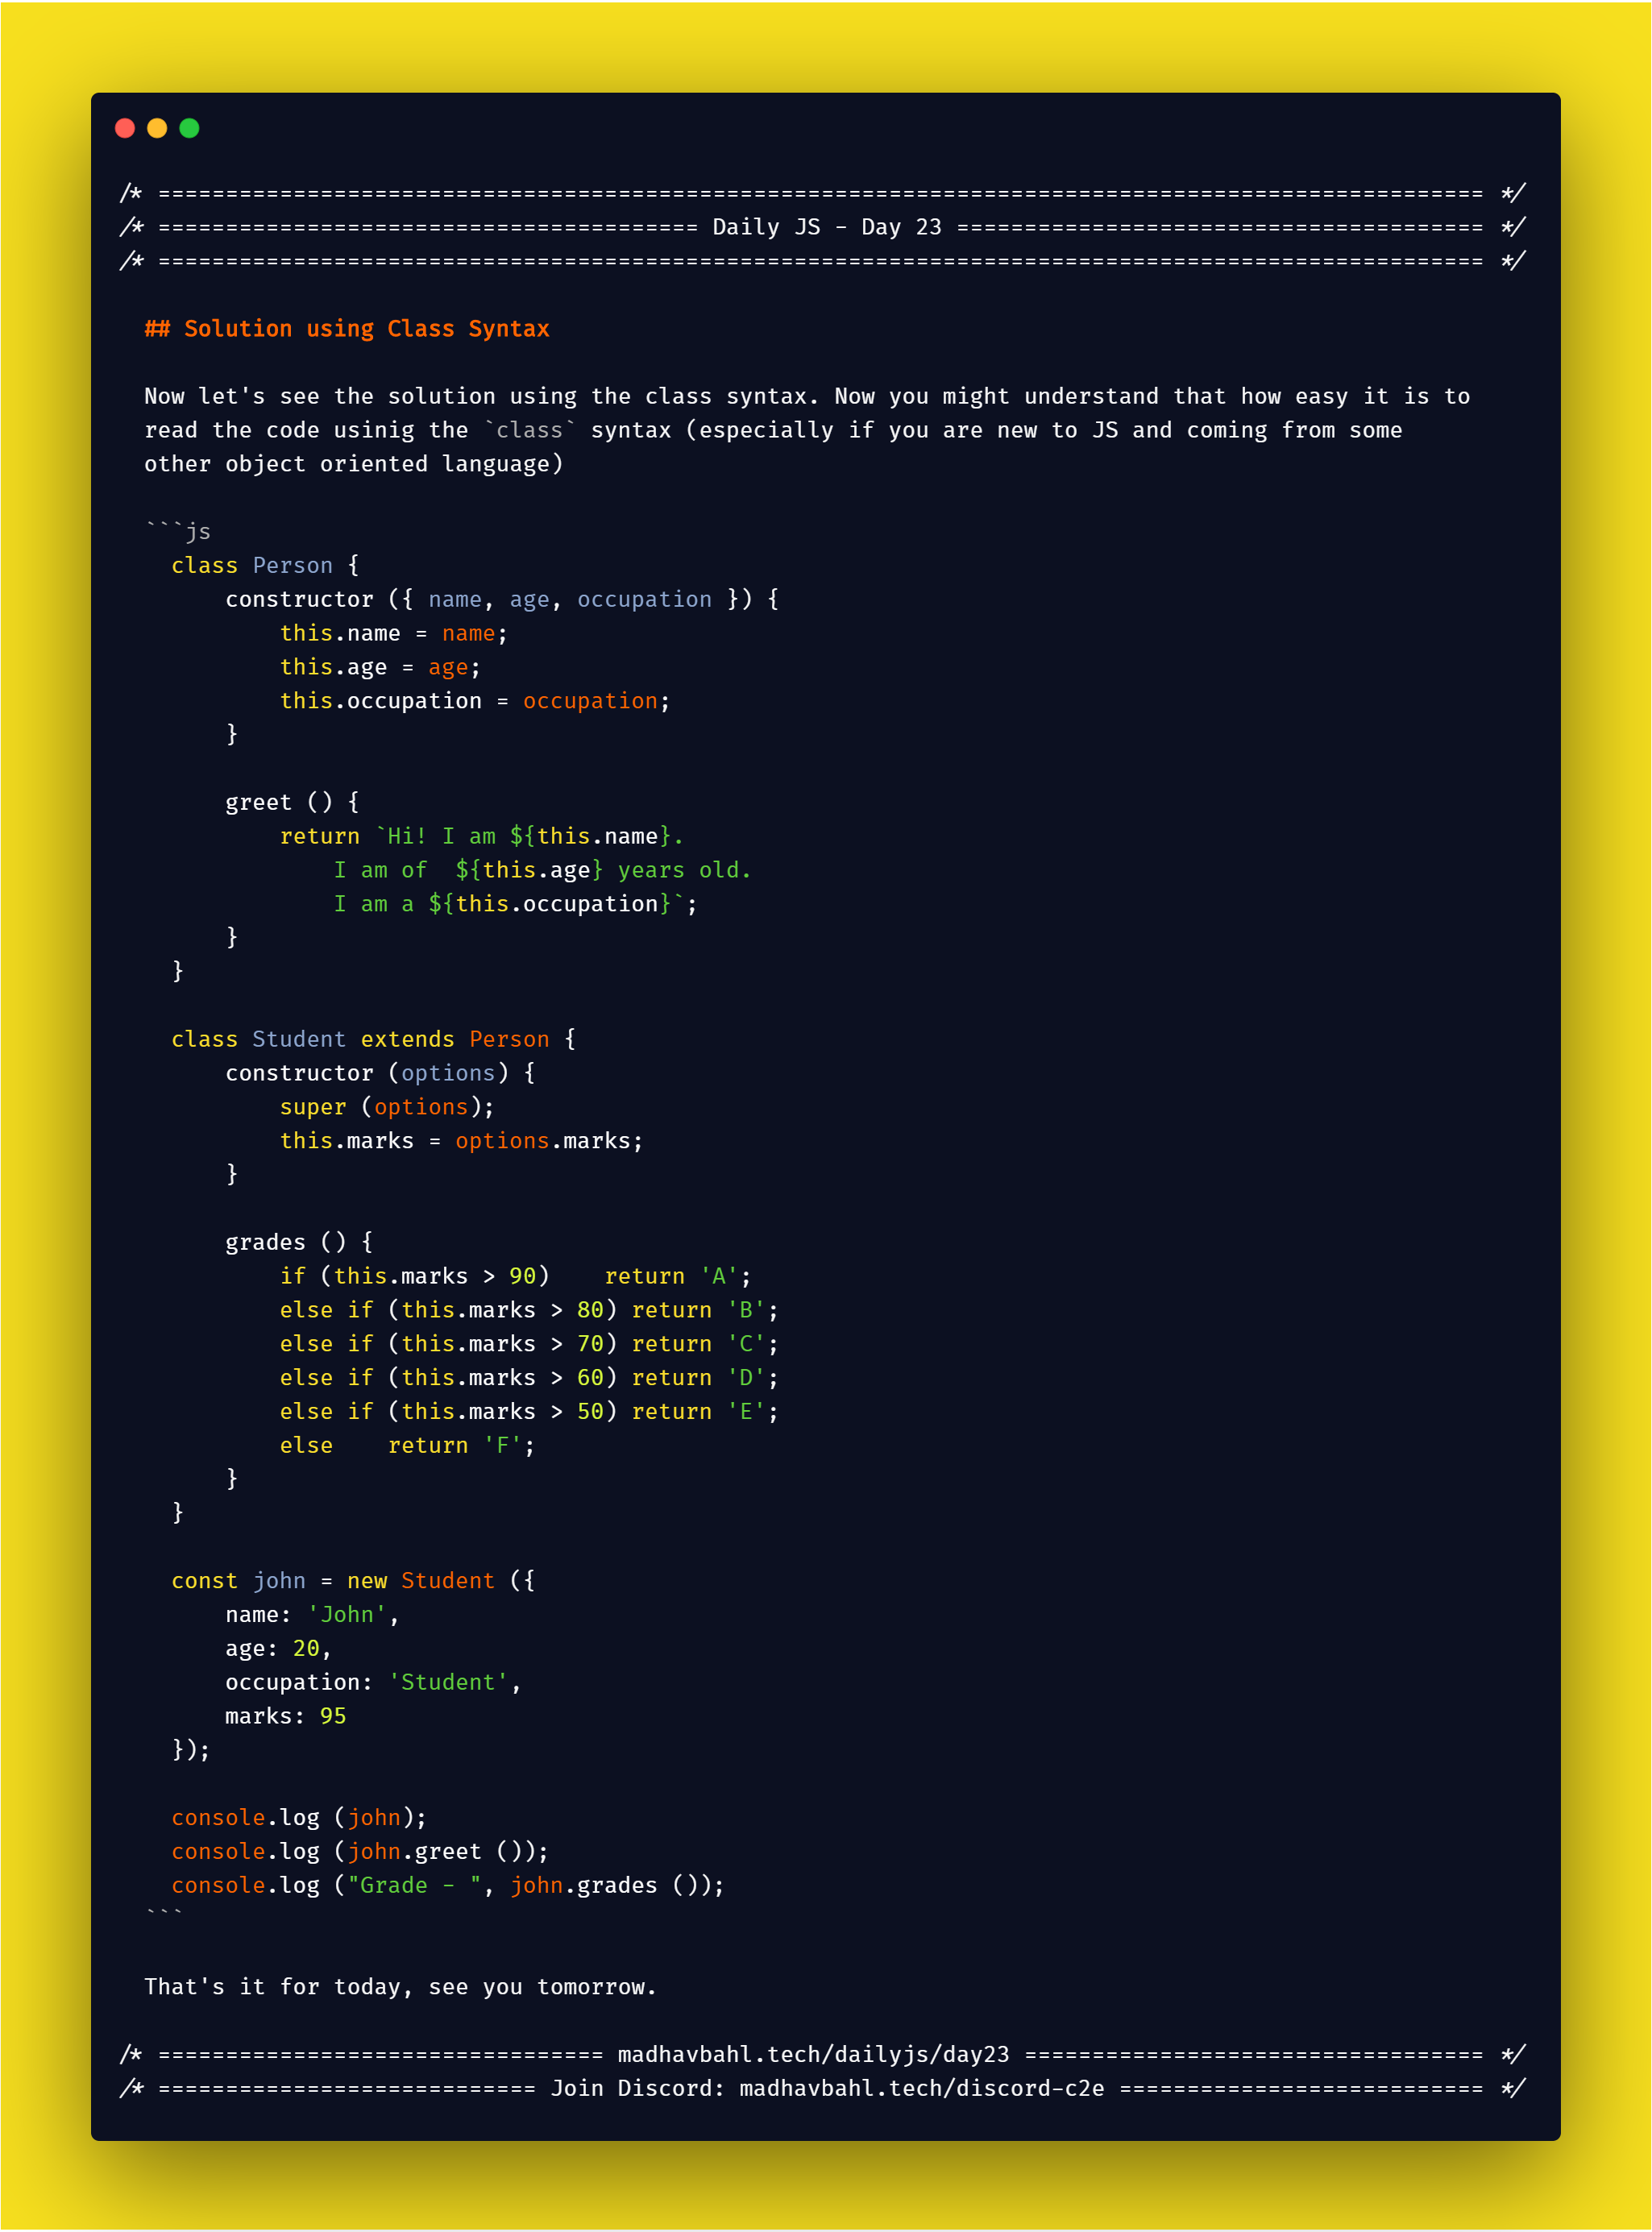 /* ================================================================================================== */
/* ======================================== Daily JS - Day 23 ======================================= */
/* ================================================================================================== */
## Solution using Class Syntax
Now let's see the solution using the class syntax. Now you might understand that how easy it is to
read the code usinig the `class` syntax (especially if you are new to JS and coming from some
other object oriented language)
```js
class Person {
constructor ({ name, age, occupation }) {
this.name = name;
this.age = age;
this.occupation = occupation;
}
greet () {
return `Hi! I am ${this.name}.
I am of  ${this.age} years old.
I am a ${this.occupation}`;
}
}
class Student extends Person {
constructor (options) {
super (options);
this.marks = options.marks;
}
grades () {
if (this.marks > 90)    return 'A';
else if (this.marks > 80) return 'B';
else if (this.marks > 70) return 'C';
else if (this.marks > 60) return 'D';
else if (this.marks > 50) return 'E';
else    return 'F';
}
}
const john = new Student ({
name: 'John',
age: 20,
occupation: 'Student',
marks: 95
});
console.log (john);
console.log (john.greet ());
console.log ("Grade - ", john.grades ());
```
That's it for today, see you tomorrow.
/* ================================= madhavbahl.tech/dailyjs/day23 ================================== */
/* ============================ Join Discord: madhavbahl.tech/discord-c2e =========================== */